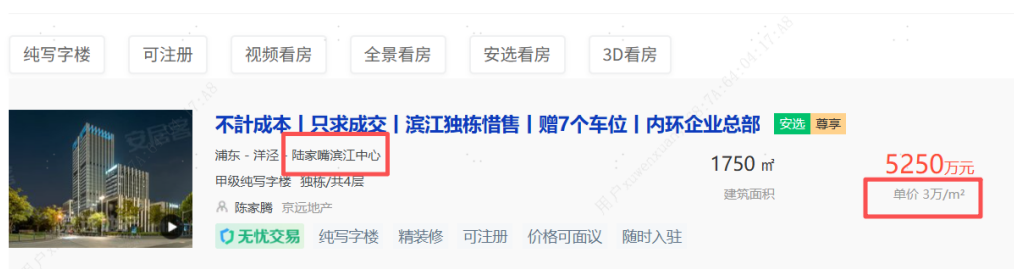 纯写字楼 可注册 视频看房 全景看房 安选看房 3D看房
不計成本丨只求成交丨滨江独栋惜售丨赠7个车位丨内环企业总部 安选 尊享
浦东 - 洋泾 - 陆家嘴滨江中心
甲级纯写字楼 独栋/共4层
陈家腾 京远地产
无忧交易 纯写字楼 精装修 可注册 价格可面议 随时入驻
1750 ㎡
建筑面积
5250万元
单价 3万/m²
安居客